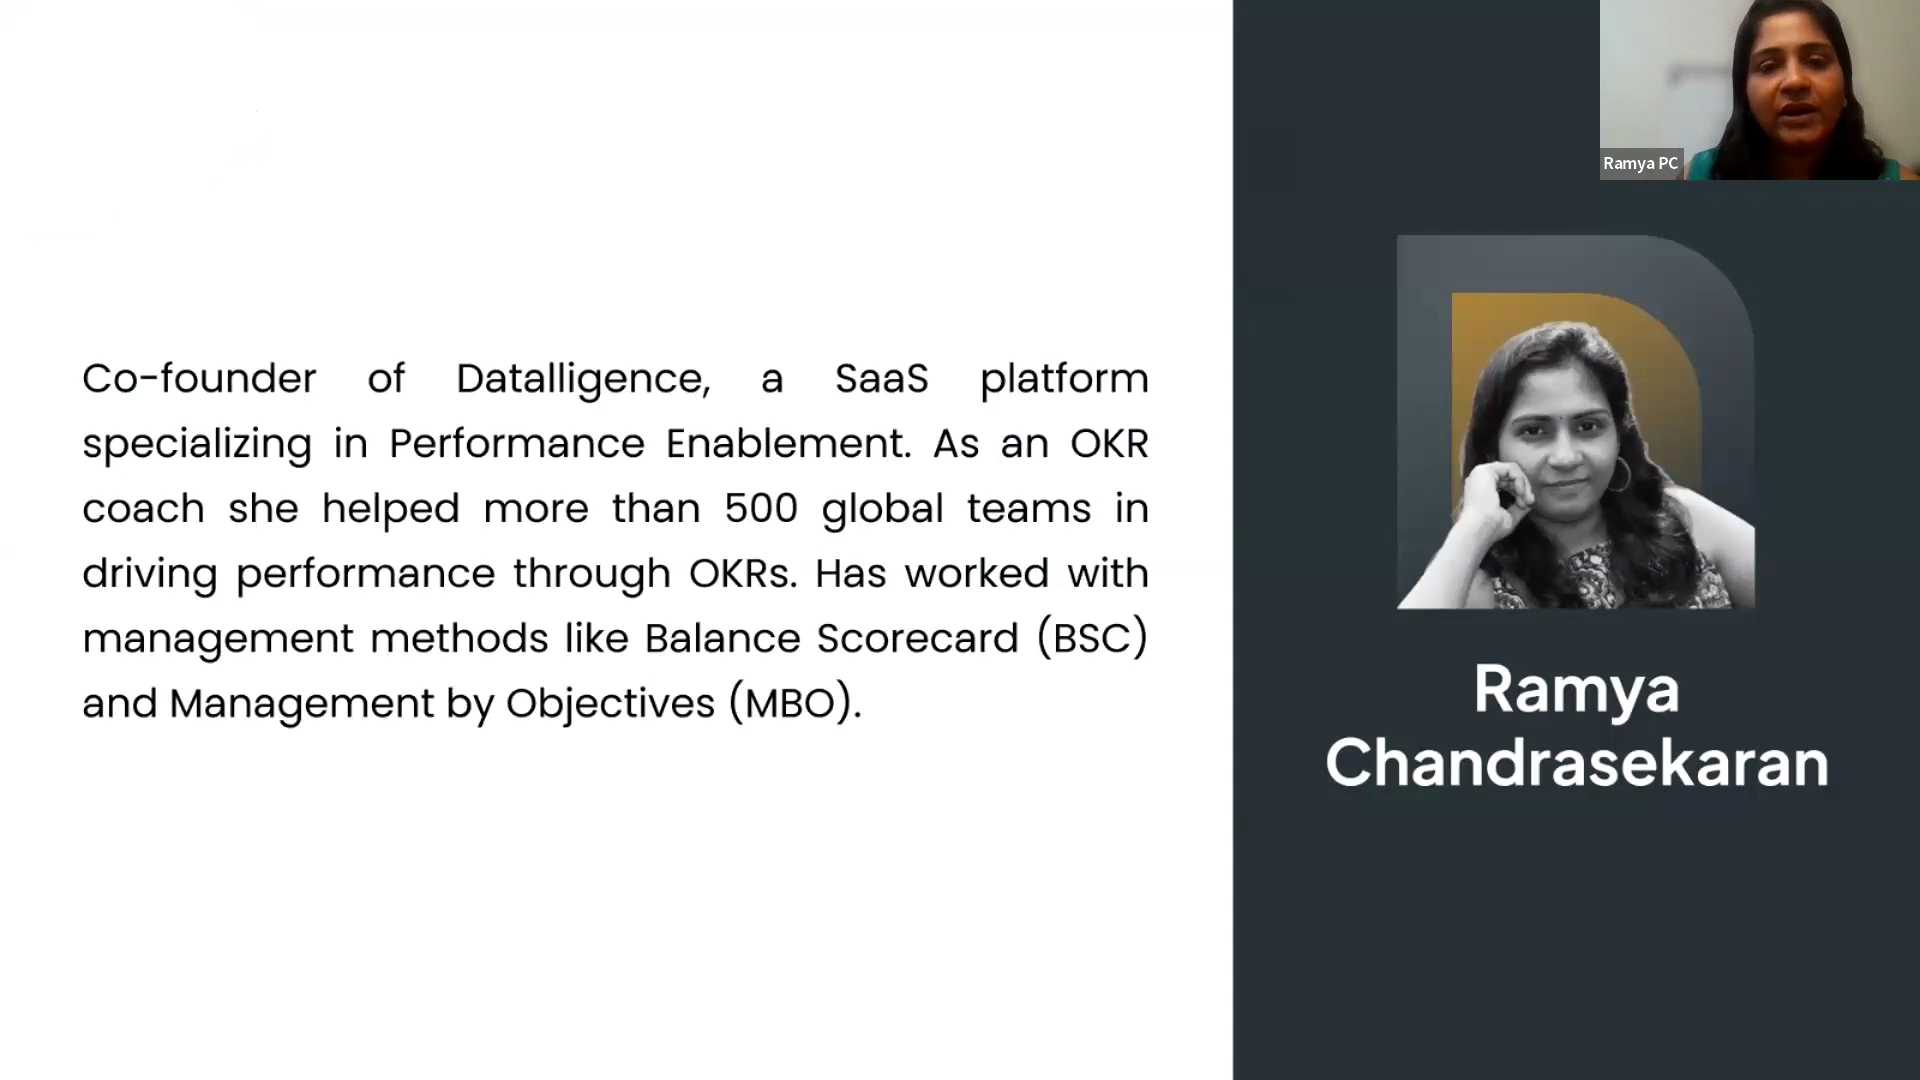 Co-founder of Datalligence, a SaaS platform
specializing in Performance Enablement. As an OKR
coach she helped more than 500 global teams in
driving performance through OKRs. Has worked with
management methods like Balance Scorecard (BSC)
and Management by Objectives (MBO).
Ramya PC
Ramya
Chandrasekaran